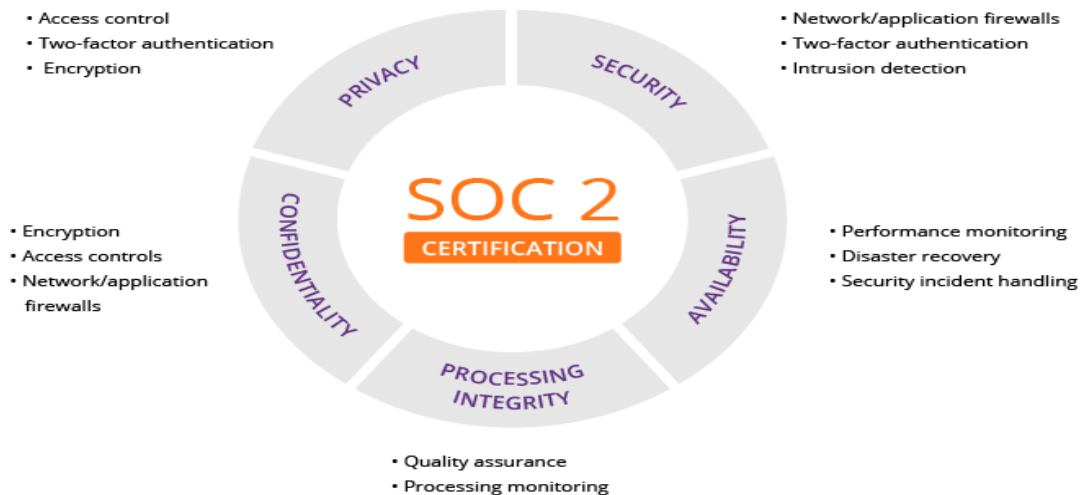 • Access control
• Two-factor authentication
• Encryption
PRIVACY
SECURITY
• Network/application firewalls
• Two-factor authentication
• Intrusion detection
SOC 2
CERTIFICATION
CONFIDENTIALITY
• Encryption
• Access controls
• Network/application
firewalls
AVAILABILITY
• Performance monitoring
• Disaster recovery
• Security incident handling
PROCESSING
INTEGRITY
• Quality assurance
• Processing monitoring